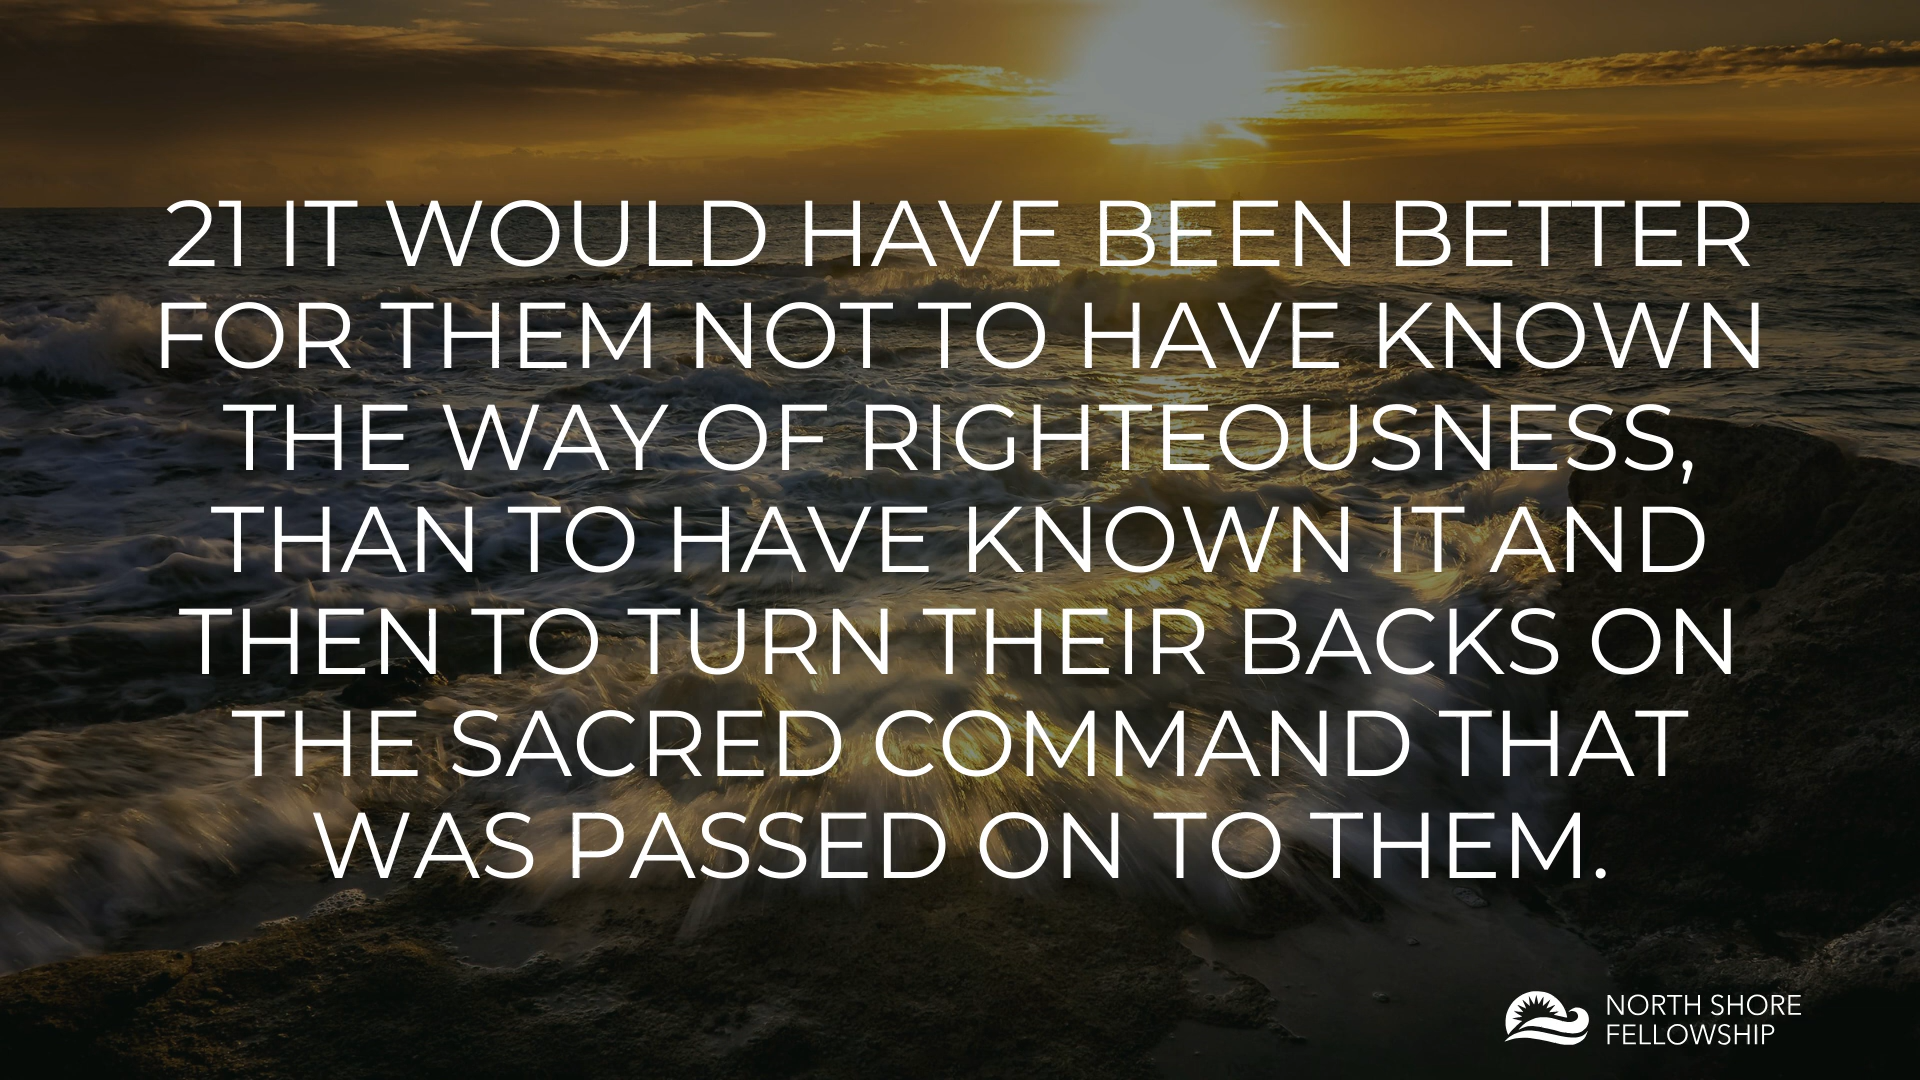 21 IT WOULD HAVE BEEN BETTER
FOR THEM NOT TO HAVE KNOWN
THE WAY OF RIGHTEOUSNESS,
THAN TO HAVE KNOWN IT AND
THEN TO TURN THEIR BACKS ON
THE SACRED COMMAND THAT
WAS PASSED ON TO THEM.
NORTH SHORE
FELLOWSHIP